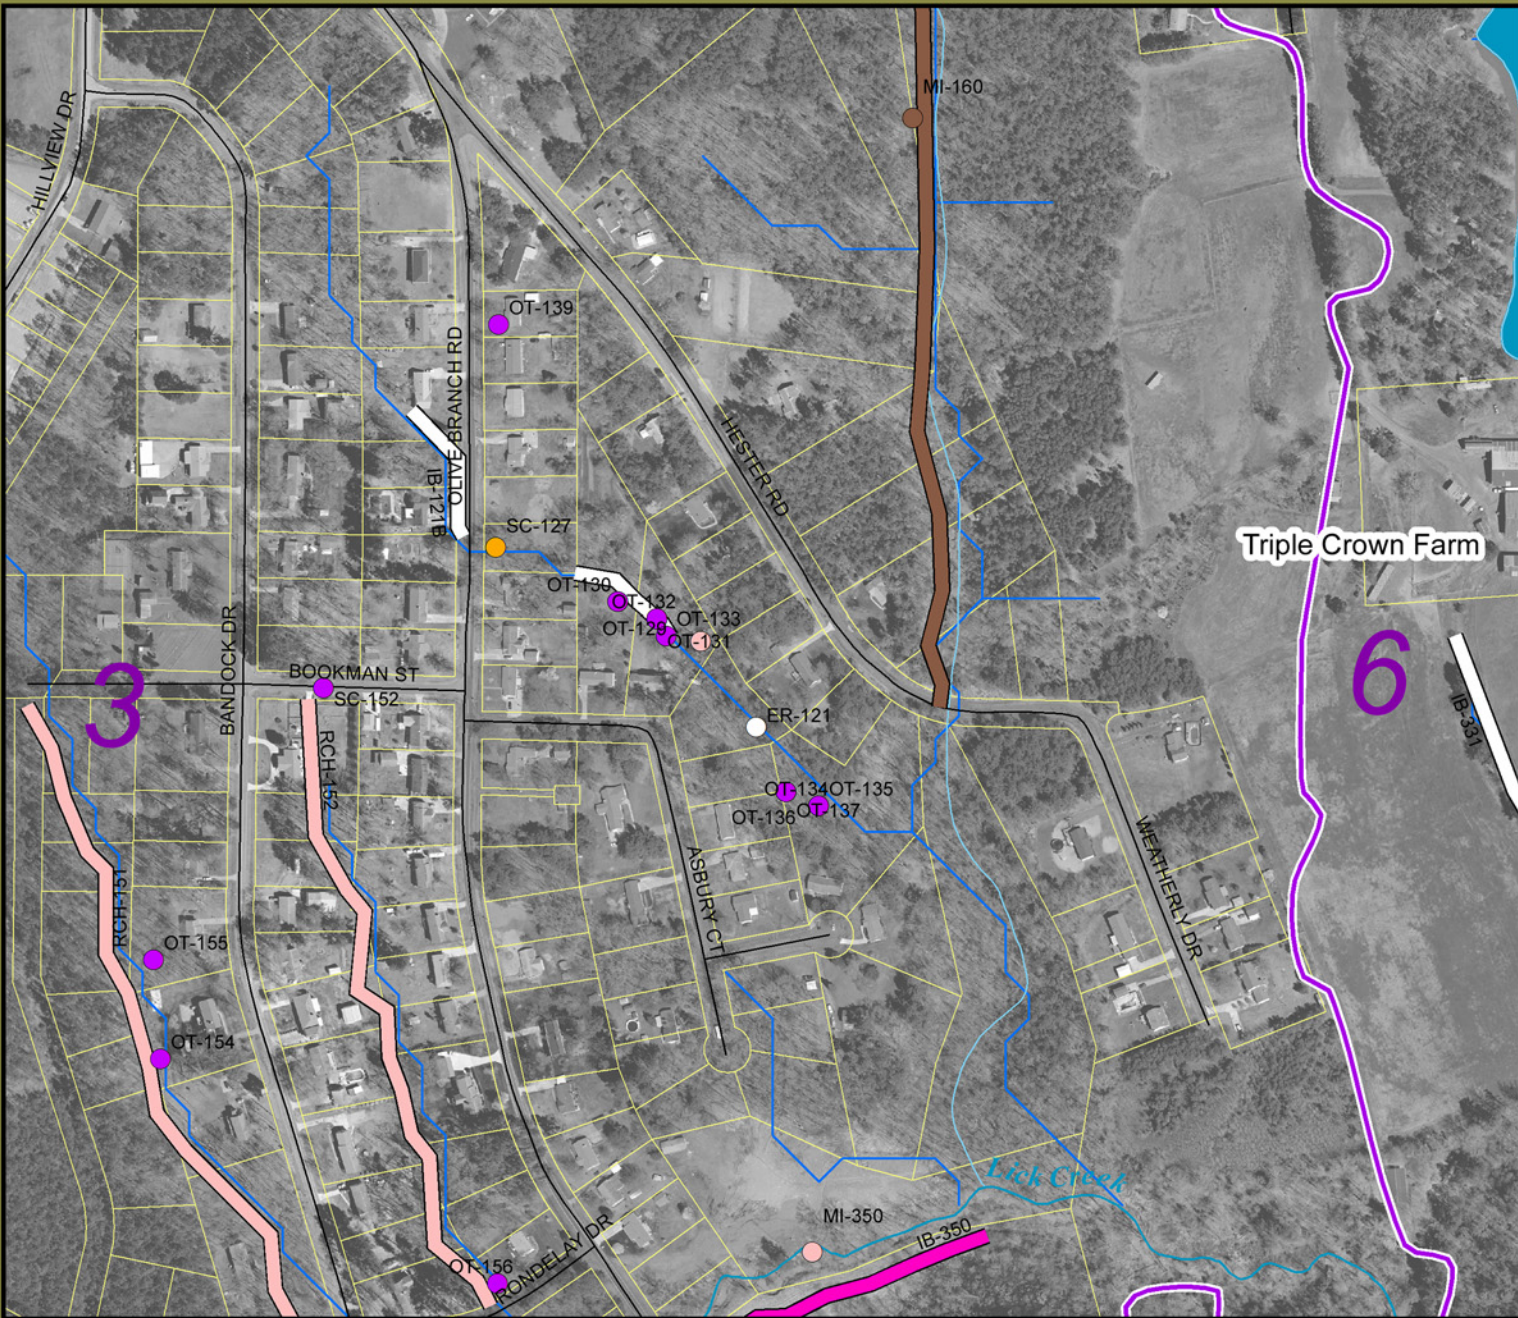 MI-160
HILLVIEW DR
OT-139
OLIVE BRANCH RD
IB-121B
HESTER RD
SC-127
Triple Crown Farm
OT-130
OT-132
OT-133
OT-129
OT-131
BANDOCK DR
BOOKMAN ST
SC-152
3
6
IB-331
ER-121
RCH-152
OT-134
OT-135
OT-136
OT-137
ASBURY CT
WEATHERLY DR
RCH-151
OT-155
OT-154
Lick Creek
MI-350
IB-350
OT-156
RONDELAY DR